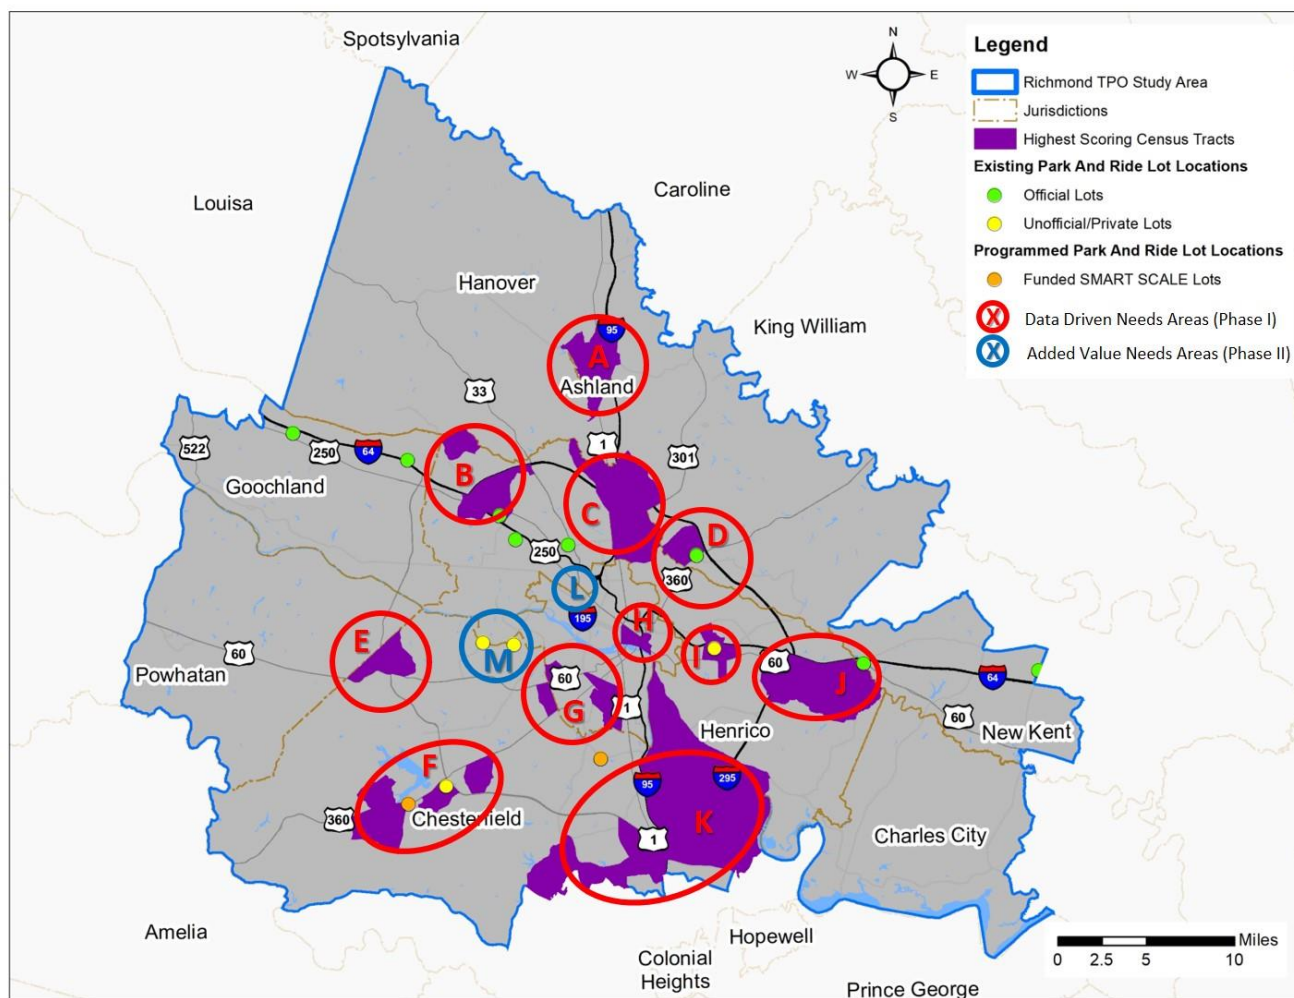 Spotsylvania
N
W E
S
Legend
Richmond TPO Study Area
Jurisdictions
Highest Scoring Census Tracts
Existing Park And Ride Lot Locations
Official Lots
Unofficial/Private Lots
Programmed Park And Ride Lot Locations
Funded SMART SCALE Lots
X Data Driven Needs Areas (Phase I)
X Added Value Needs Areas (Phase II)
Louisa
Caroline
Hanover
King William
95
A
Ashland
33
1
301
522
250
64
B
Goochland
C
D
250
360
L
195
H
E
60
Powhatan
M
I
60
J
64
60
G
1
Henrico
60
New Kent
F
95
295
360
Chesterfield
K
1
Charles City
Amelia
Hopewell
Colonial
Heights
Prince George
Miles
0 2.5 5 10